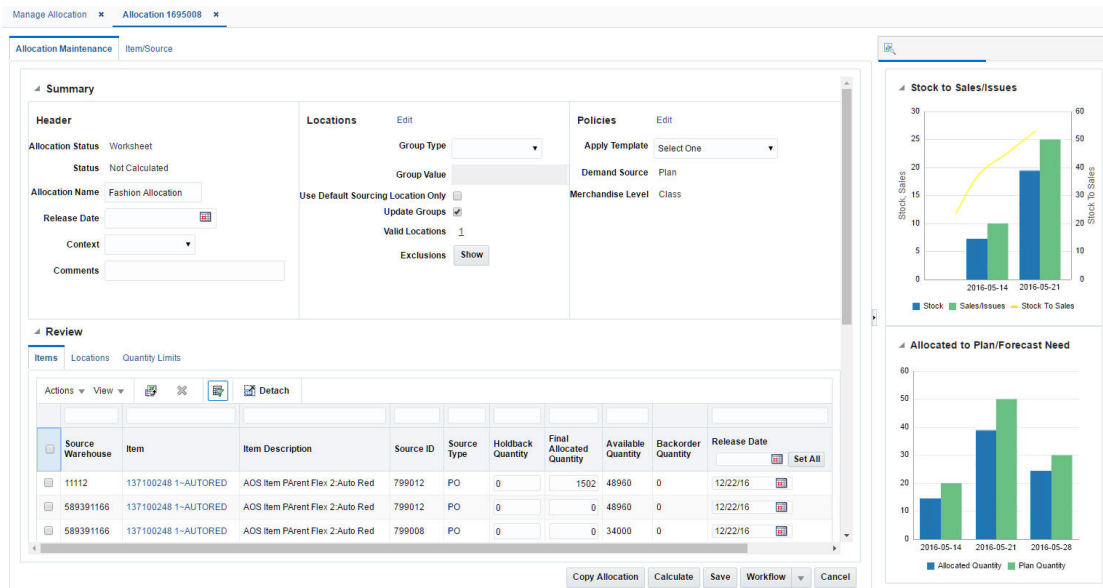 Manage Allocation × Allocation 1695008 ×
Allocation Maintenance Item/Source
Summary
Header
Allocation Status Worksheet
Status Not Calculated
Allocation Name Fashion Allocation
Release Date
Context
Comments
Locations Edit
Group Type
Group Value
Use Default Sourcing Location Only
Update Groups
Valid Locations 1
Exclusions Show
Policies Edit
Apply Template Select One
Demand Source Plan
Merchandise Level Class
Review
Items Locations Quantity Limits
Actions View Detach
Source Warehouse Item Item Description Source ID Source Type Holdback Quantity Final Allocated Quantity Available Quantity Backorder Quantity Release Date Set All
11112 137100248 1~AUTORED AOS Item PArent Flex 2:Auto Red 799012 PO 0 1502 48960 0 12/22/16
589391166 137100248 1~AUTORED AOS Item PArent Flex 2:Auto Red 799012 PO 0 0 48960 0 12/22/16
589391166 137100248 1~AUTORED AOS Item PArent Flex 2:Auto Red 799008 PO 0 0 34000 0 12/22/16
Copy Allocation Calculate Save Workflow Cancel
Stock to Sales/Issues
30 60
25 50
20 40
15 30
10 20
5 10
0 0
Stock, Sales
Stock To Sales
2016-05-14 2016-05-21
Stock Sales/Issues Stock To Sales
Allocated to Plan/Forecast Need
60
50
40
30
20
10
0
2016-05-14 2016-05-21 2016-05-28
Allocated Quantity Plan Quantity